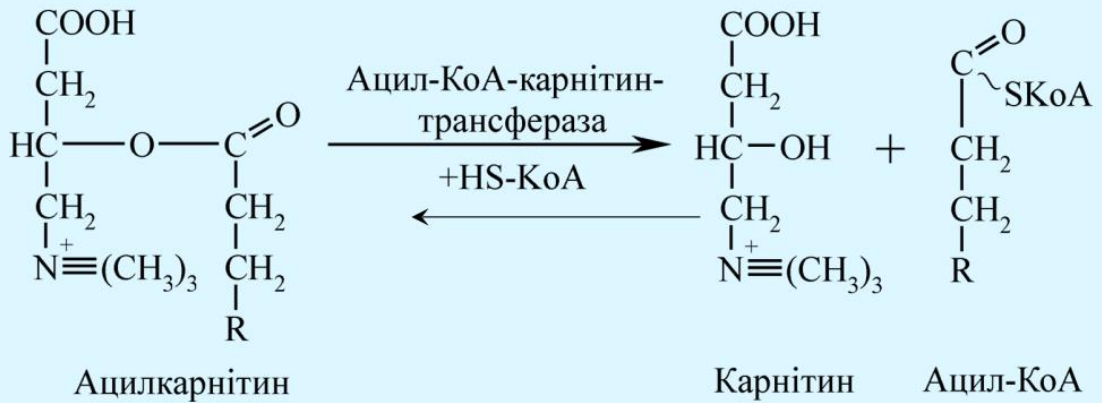 COOH
CH₂
HC—O—C=O
CH₂
CH₂
N⁺≡(CH₃)₃
CH₂
R
Ацилкарнітин
Ацил-КоА-карнітин-
трансфераза
+HS-KoA
COOH
CH₂
HC—OH
CH₂
N⁺≡(CH₃)₃
Карнітин
+
C=O
SKoA
CH₂
CH₂
R
Ацил-КоА